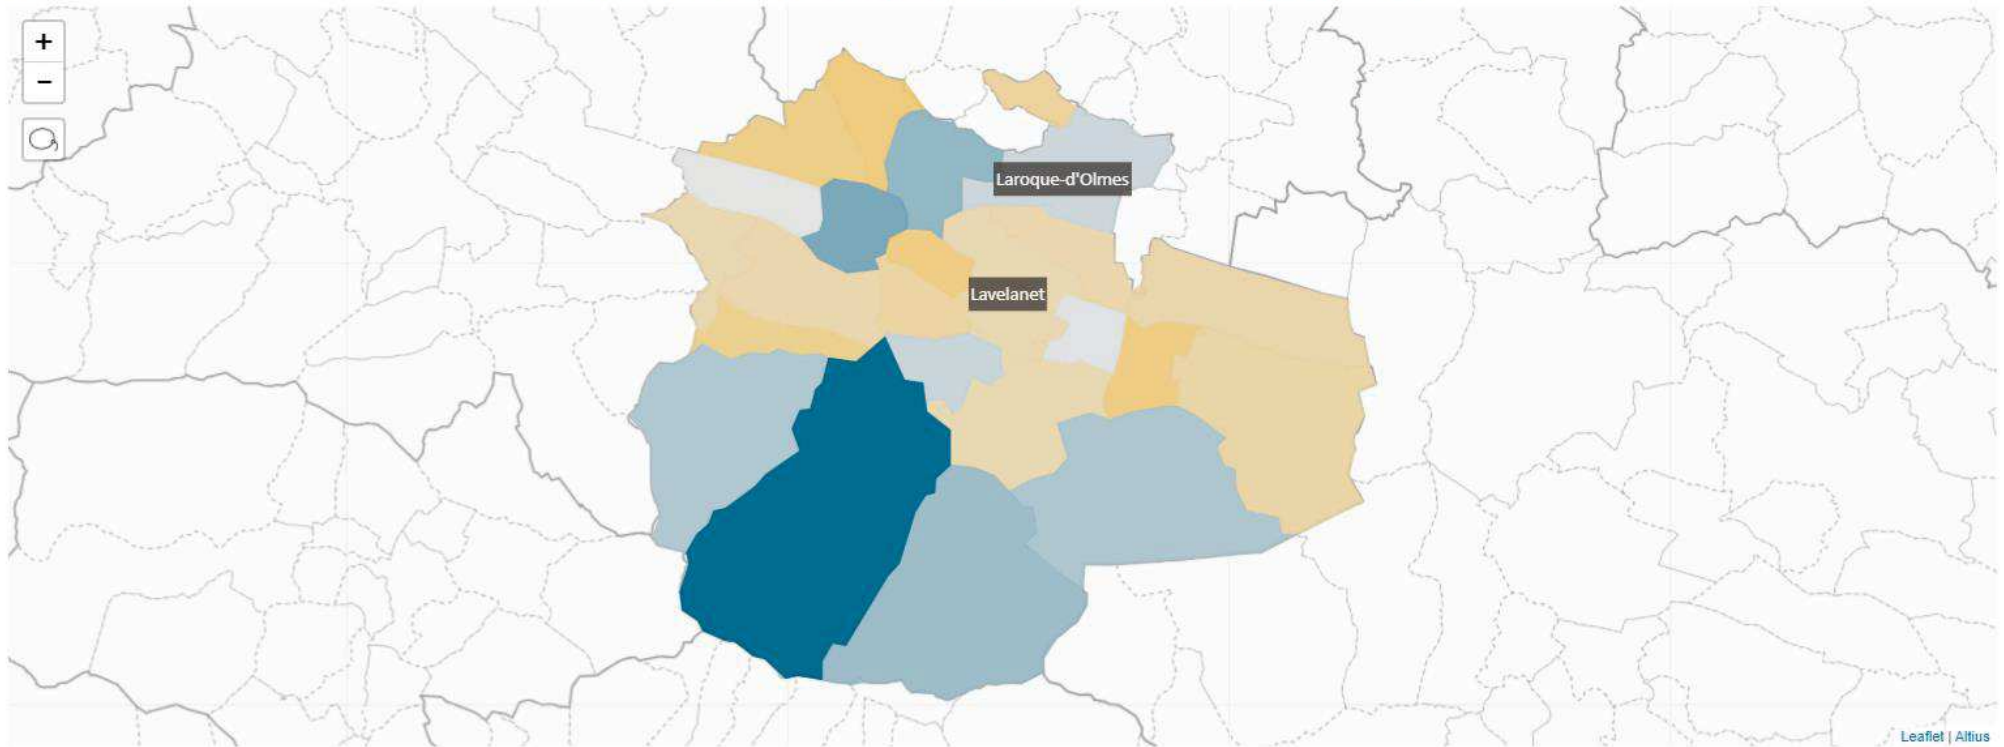 +
−
Laroque-d'Olmes
Lavelanet
Leaflet | Altius